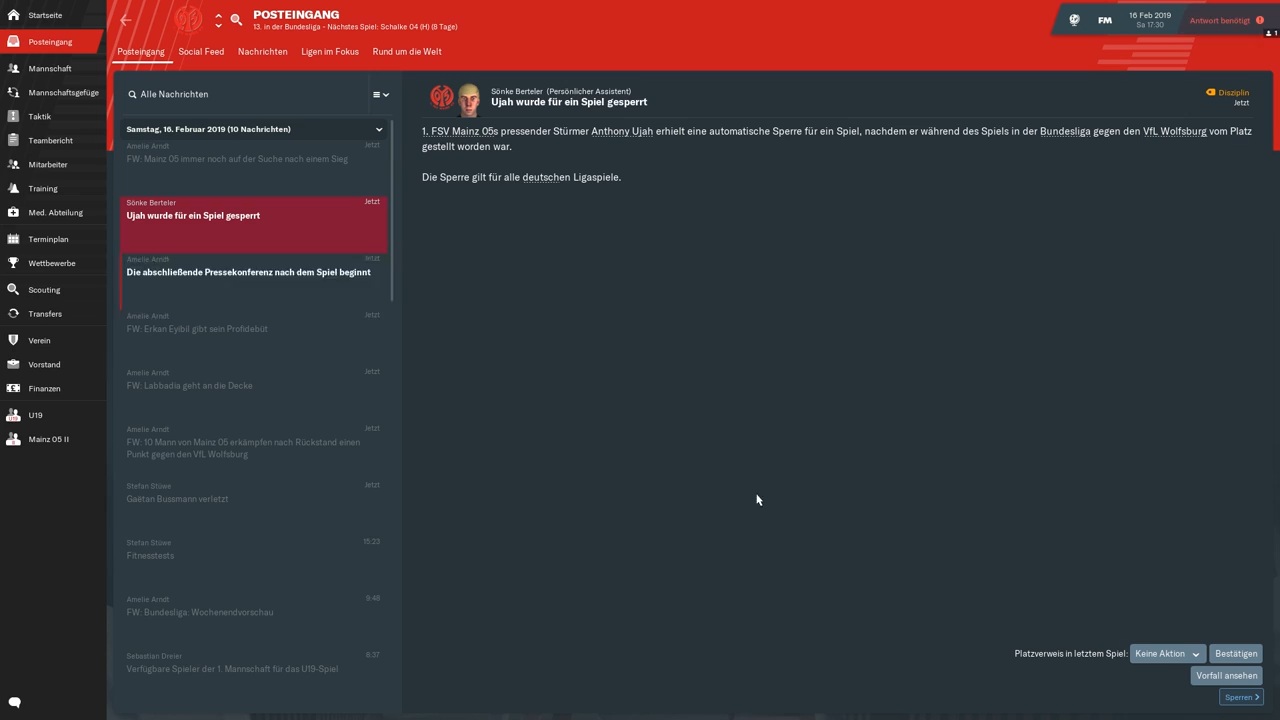 Startseite
Posteingang
Mannschaft
Mannschaftsgefüge
Taktik
Teambericht
Mitarbeiter
Training
Med. Abteilung
Terminplan
Wettbewerbe
Scouting
Transfers
Verein
Vorstand
Finanzen
U19
Mainz 05 II
POSTEINGANG
13. in der Bundesliga - Nächstes Spiel: Schalke 04 (H) (8 Tage)
FM
16 Feb 2019
Sa 17:30
Antwort benötigt
1
Posteingang
Social Feed
Nachrichten
Ligen im Fokus
Rund um die Welt
Alle Nachrichten
Samstag, 16. Februar 2019 (10 Nachrichten)
Amelie Arndt Jetzt
FW: Mainz 05 immer noch auf der Suche nach einem Sieg
Sönke Berteler Jetzt
Ujah wurde für ein Spiel gesperrt
Amelie Arndt Jetzt
Die abschließende Pressekonferenz nach dem Spiel beginnt
Amelie Arndt Jetzt
FW: Erkan Eyibil gibt sein Profidebüt
Amelie Arndt Jetzt
FW: Labbadia geht an die Decke
Amelie Arndt Jetzt
FW: 10 Mann von Mainz 05 erkämpfen nach Rückstand einen
Punkt gegen den VfL Wolfsburg
Stefan Stüwe Jetzt
Gaëtan Bussmann verletzt
Stefan Stüwe 15:23
Fitnesstests
Amelie Arndt 9:48
FW: Bundesliga: Wochenendvorschau
Sebastian Dreier 8:37
Verfügbare Spieler der 1. Mannschaft für das U19-Spiel
Sönke Berteler (Persönlicher Assistent)
Ujah wurde für ein Spiel gesperrt
Disziplin
Jetzt
1. FSV Mainz 05s pressender Stürmer Anthony Ujah erhielt eine automatische Sperre für ein Spiel, nachdem er während des Spiels in der Bundesliga gegen den VfL Wolfsburg vom Platz
gestellt worden war.
Die Sperre gilt für alle deutschen Ligaspiele.
Platzverweis in letztem Spiel: Keine Aktion Bestätigen
Vorfall ansehen
Sperren